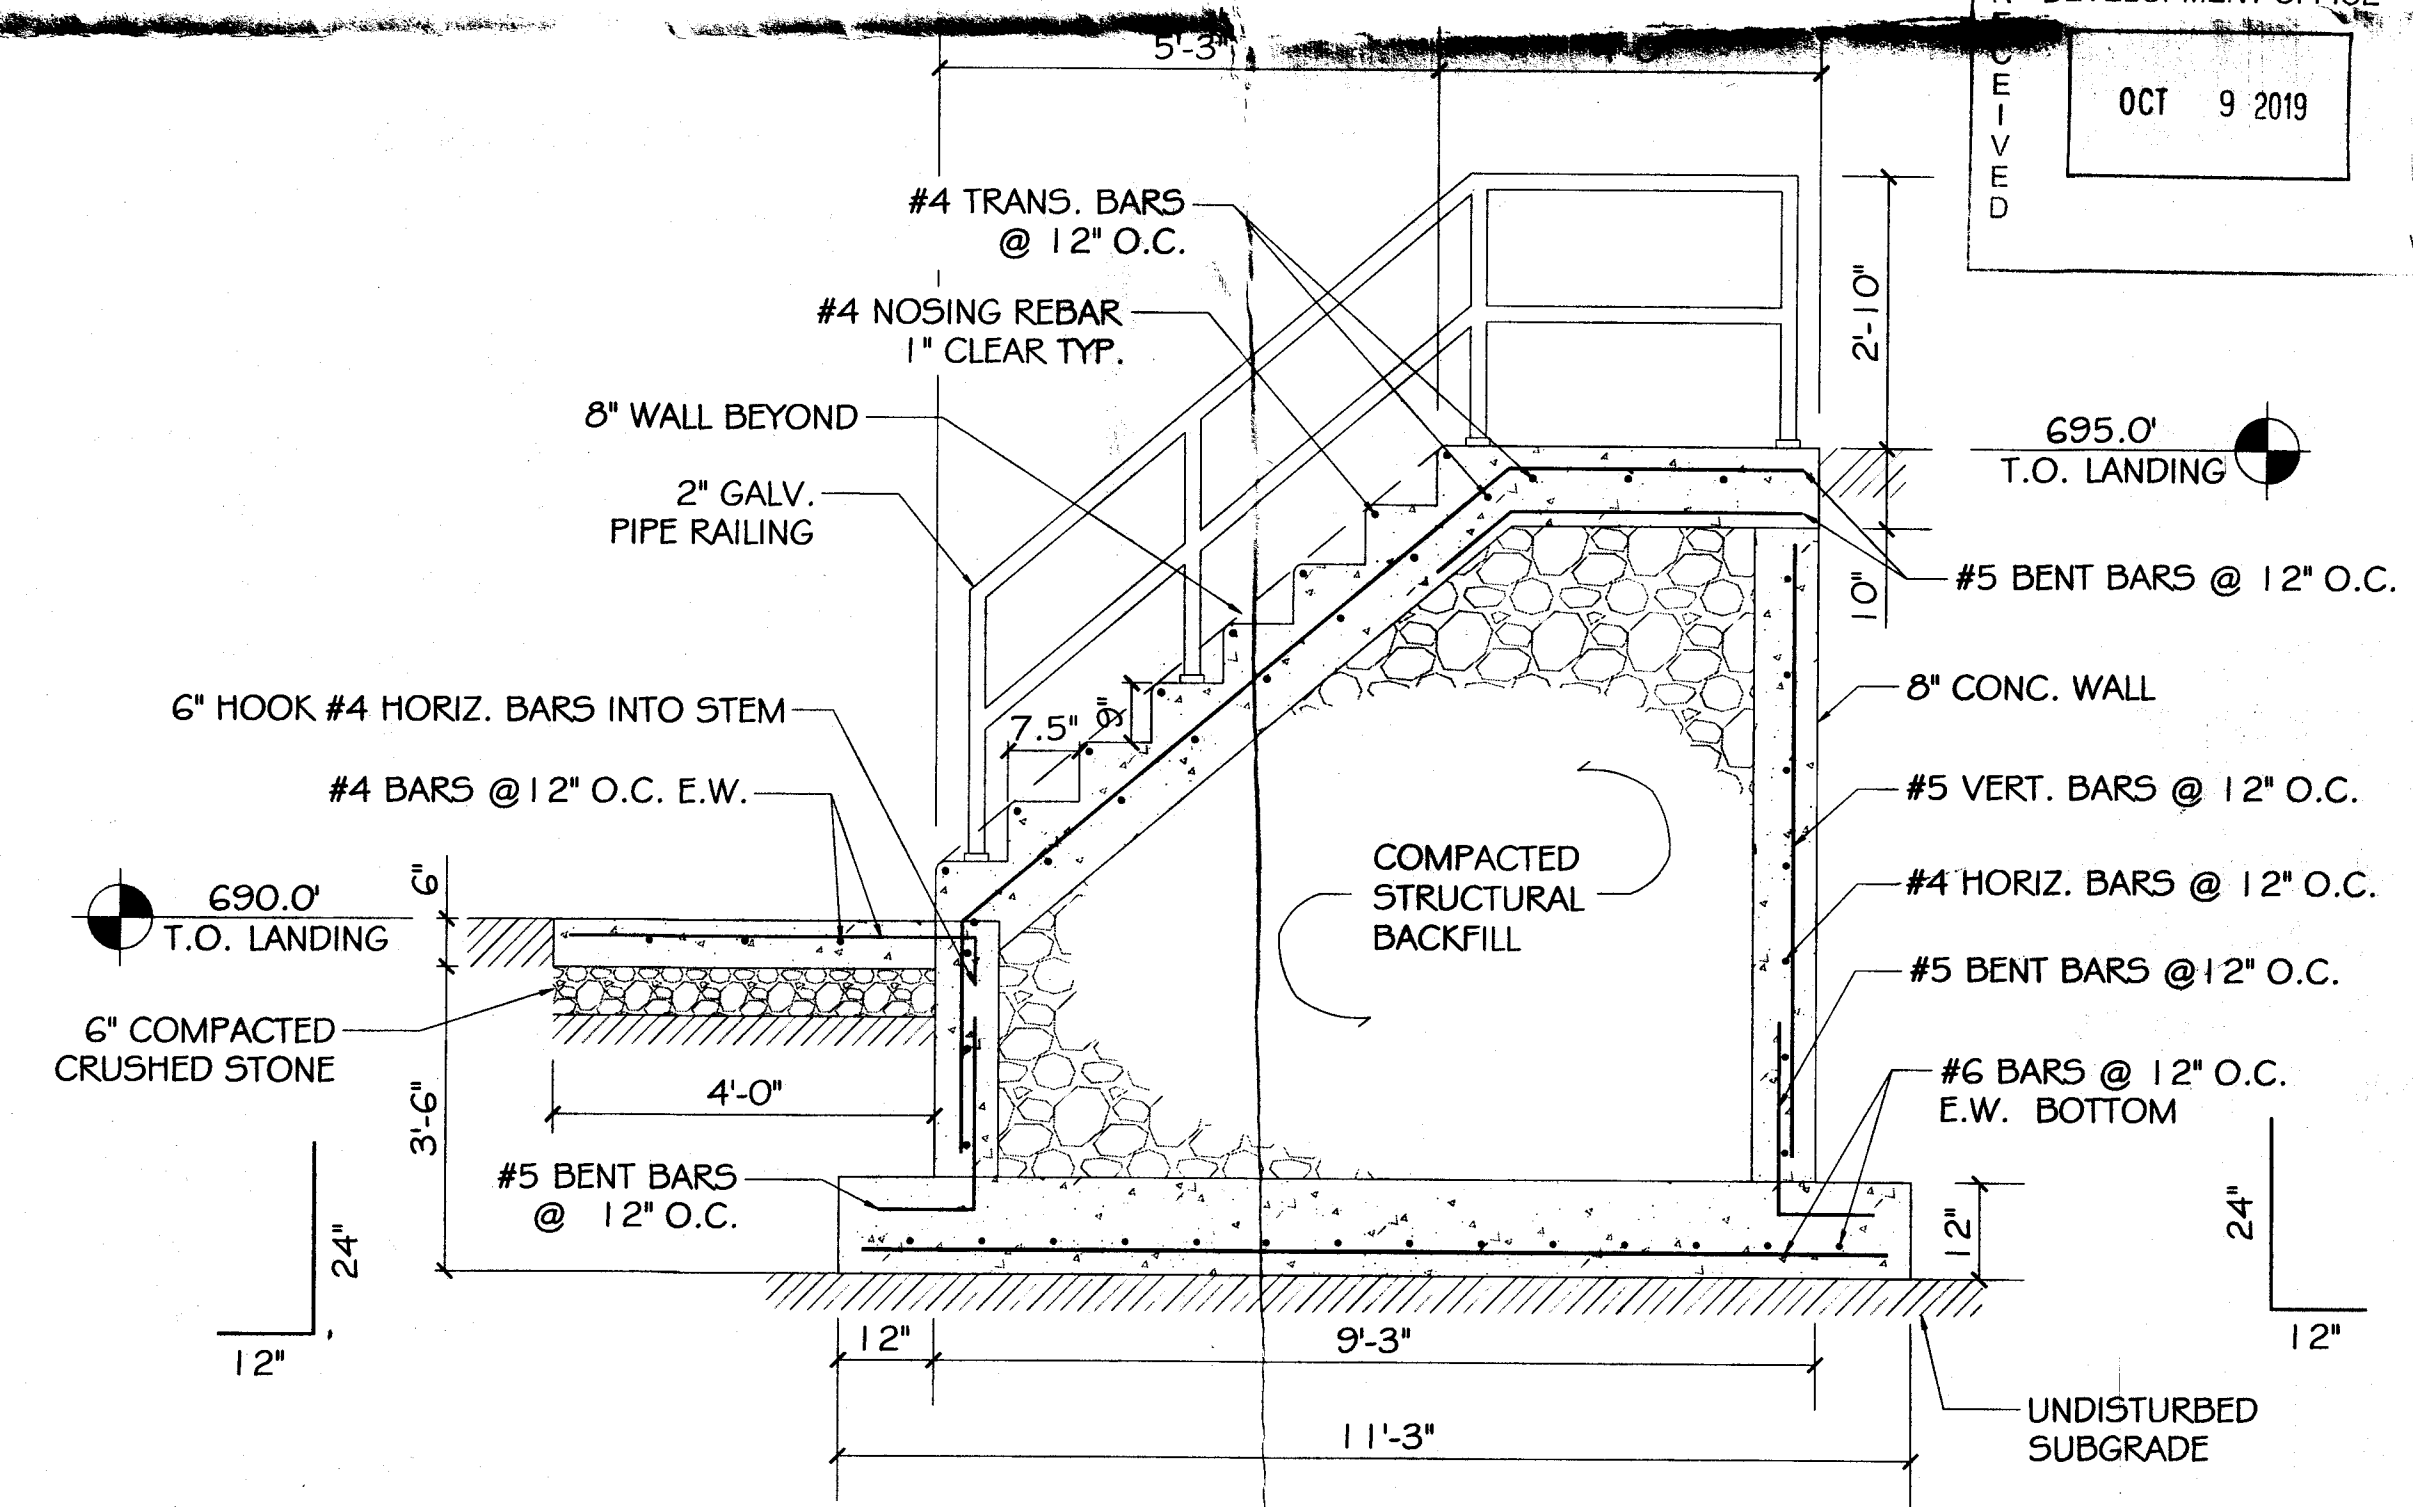 DEVELOPMENT OFFICE
5'-3"
OCT 9 2019
CEIVED
#4 TRANS. BARS
@ 12" O.C.
#4 NOSING REBAR
1" CLEAR TYP.
2'-10"
8" WALL BEYOND
695.0'
T.O. LANDING
2" GALV.
PIPE RAILING
#5 BENT BARS @ 12" O.C.
10"
6" HOOK #4 HORIZ. BARS INTO STEM
7.5"
9"
8" CONC. WALL
#4 BARS @ 12" O.C. E.W.
#5 VERT. BARS @ 12" O.C.
COMPACTED
STRUCTURAL
BACKFILL
6"
690.0'
T.O. LANDING
#4 HORIZ. BARS @ 12" O.C.
#5 BENT BARS @ 12" O.C.
6" COMPACTED
CRUSHED STONE
4'-0"
3'-6"
#6 BARS @ 12" O.C.
E.W. BOTTOM
#5 BENT BARS
@ 12" O.C.
24"
12"
12"
24"
12"
12"
9'-3"
11'-3"
UNDISTURBED
SUBGRADE